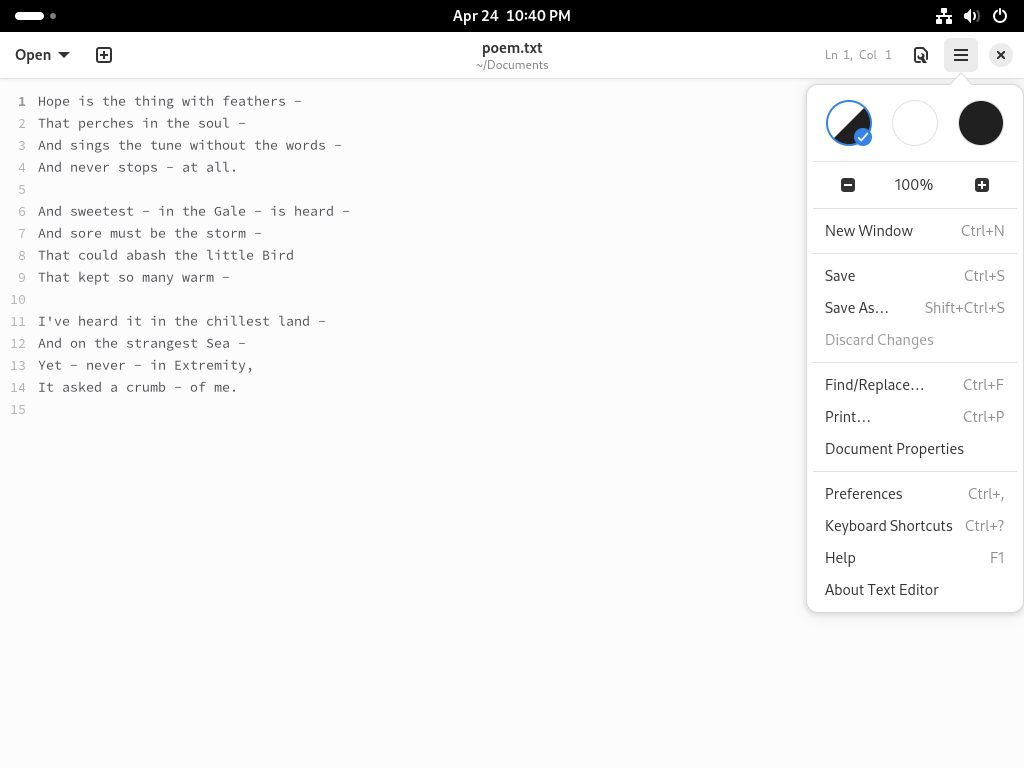 Apr 24  10:40 PM
Open
poem.txt
~/Documents
Ln 1, Col 1
1 Hope is the thing with feathers –
2 That perches in the soul –
3 And sings the tune without the words –
4 And never stops – at all.
5
6 And sweetest – in the Gale – is heard –
7 And sore must be the storm –
8 That could abash the little Bird
9 That kept so many warm –
10
11 I've heard it in the chillest land –
12 And on the strangest Sea –
13 Yet – never – in Extremity,
14 It asked a crumb – of me.
15
100%
New Window Ctrl+N
Save Ctrl+S
Save As… Shift+Ctrl+S
Discard Changes
Find/Replace… Ctrl+F
Print… Ctrl+P
Document Properties
Preferences Ctrl+,
Keyboard Shortcuts Ctrl+?
Help F1
About Text Editor